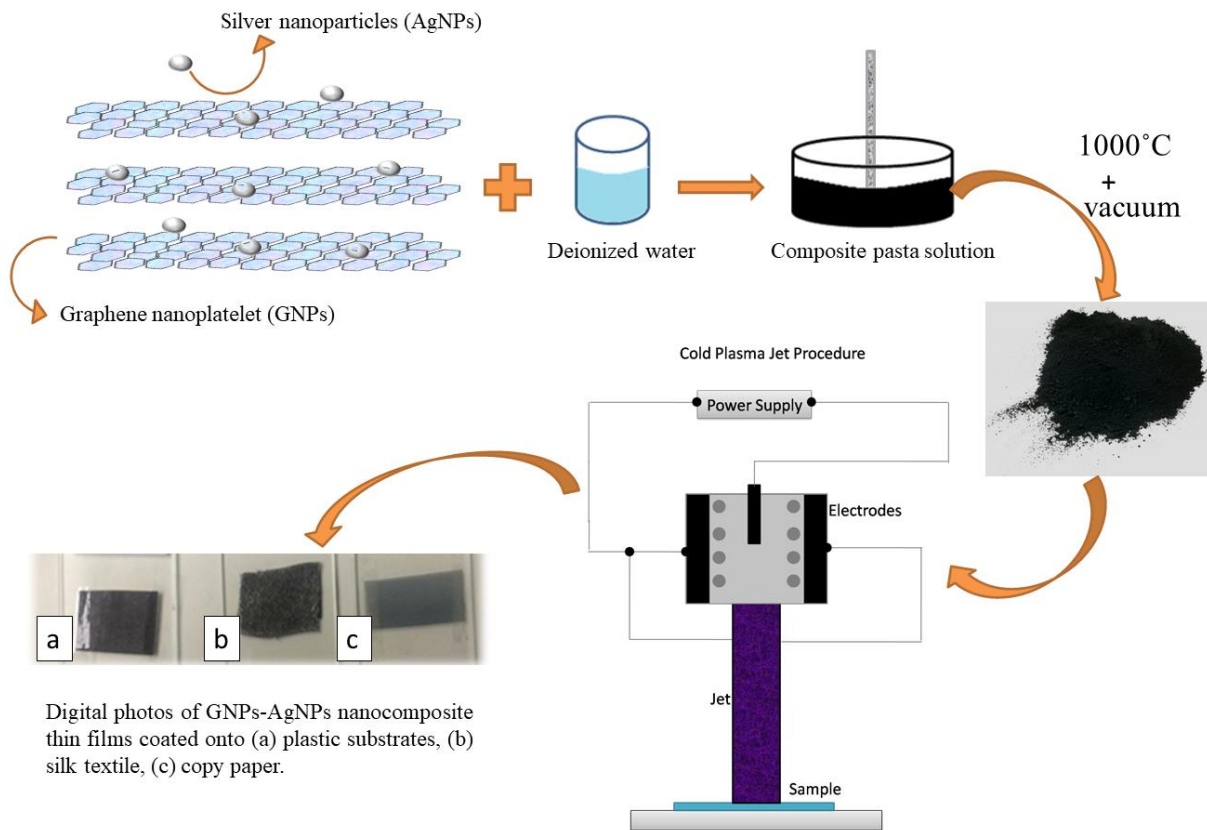 Silver nanoparticles (AgNPs)
1000˚C
+
vacuum
Deionized water
Composite pasta solution
Graphene nanoplatelet (GNPs)
Cold Plasma Jet Procedure
Power Supply
Electrodes
a
b
c
Jet
Digital photos of GNPs-AgNPs nanocomposite
thin films coated onto (a) plastic substrates, (b)
silk textile, (c) copy paper.
Sample